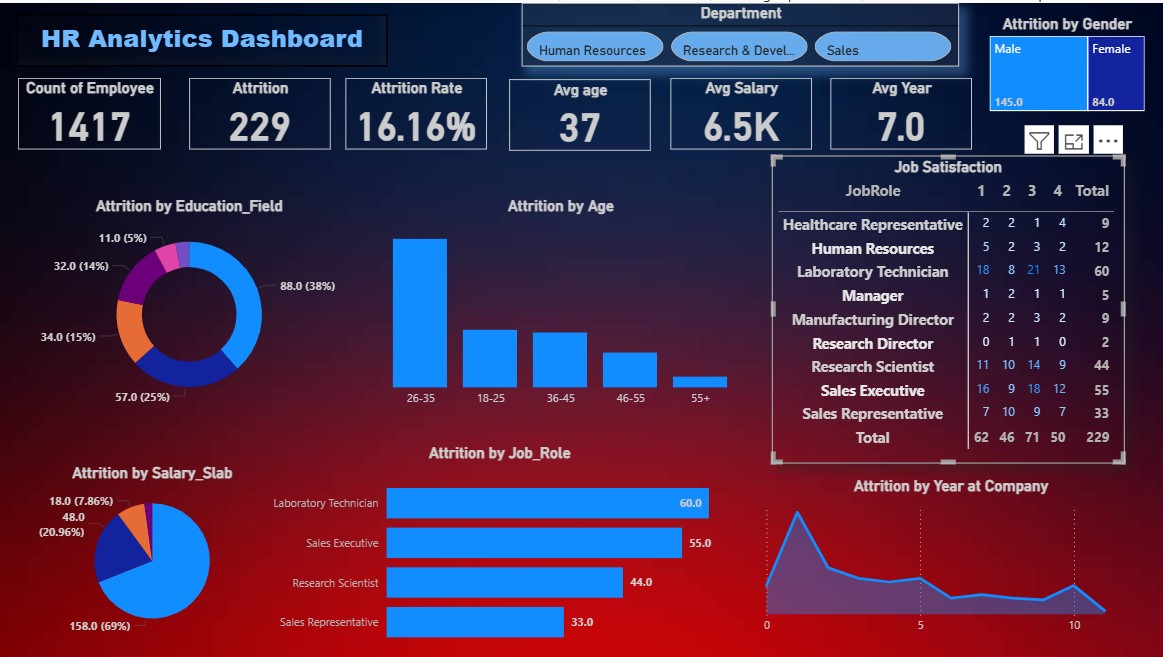 HR Analytics Dashboard
Department
Human Resources
Research & Devel...
Sales
Attrition by Gender
Male
Female
145.0
84.0
Count of Employee
1417
Attrition
229
Attrition Rate
16.16%
Avg age
37
Avg Salary
6.5K
Avg Year
7.0
Attrition by Education_Field
11.0 (5%)
32.0 (14%)
88.0 (38%)
34.0 (15%)
57.0 (25%)
Attrition by Age
26-35 18-25 36-45 46-55 55+
Job Satisfaction
JobRole 1 2 3 4 Total
Healthcare Representative 2 2 1 4 9
Human Resources 5 2 3 2 12
Laboratory Technician 18 8 21 13 60
Manager 1 2 1 1 5
Manufacturing Director 2 2 3 2 9
Research Director 0 1 1 0 2
Research Scientist 11 10 14 9 44
Sales Executive 16 9 18 12 55
Sales Representative 7 10 9 7 33
Total 62 46 71 50 229
Attrition by Salary_Slab
18.0 (7.86%)
48.0
(20.96%)
158.0 (69%)
Attrition by Job_Role
Laboratory Technician 60.0
Sales Executive 55.0
Research Scientist 44.0
Sales Representative 33.0
Attrition by Year at Company
0 5 10